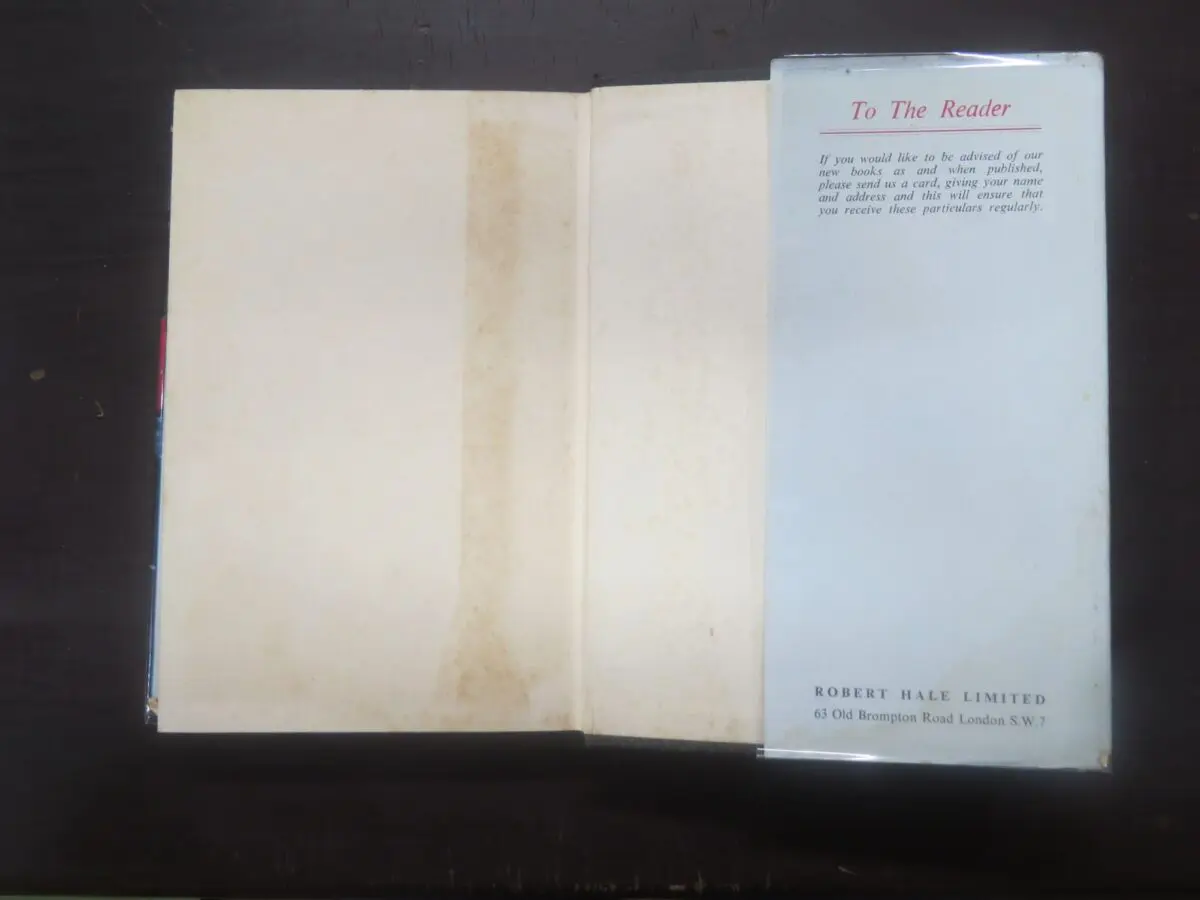 To The Reader
If you would like to be advised of our
new books as and when published,
please send us a card, giving your name
and address and this will ensure that
you receive these particulars regularly.
ROBERT HALE LIMITED
63 Old Brompton Road London S.W.7